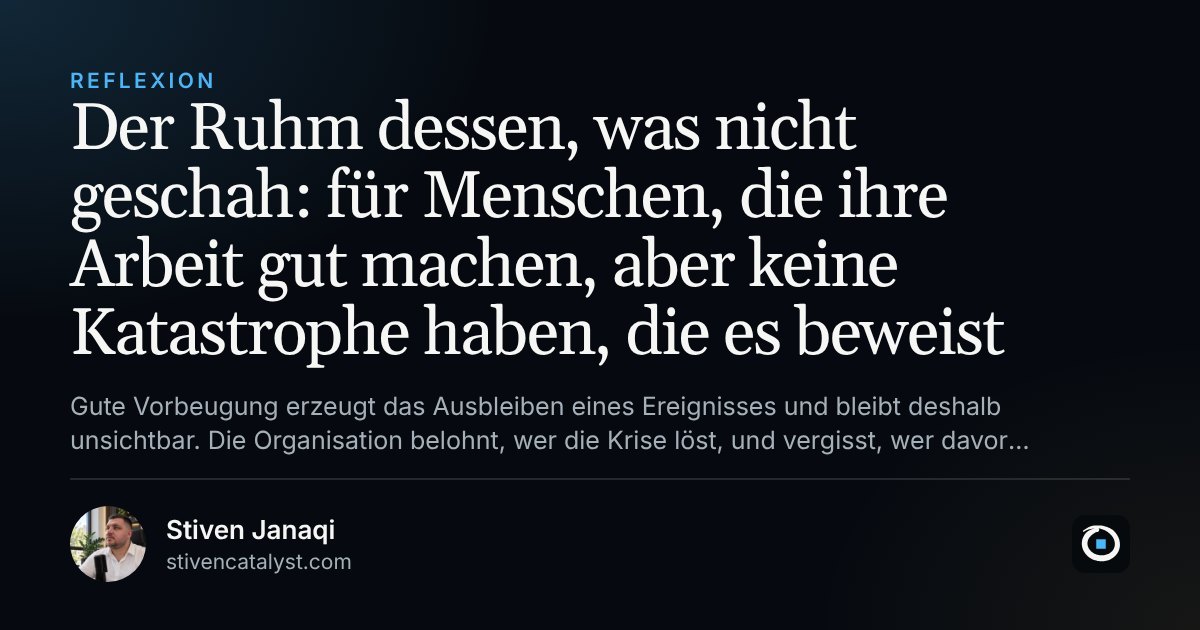 REFLEXION
Der Ruhm dessen, was nicht
geschah: für Menschen, die ihre
Arbeit gut machen, aber keine
Katastrophe haben, die es beweist
Gute Vorbeugung erzeugt das Ausbleiben eines Ereignisses und bleibt deshalb
unsichtbar. Die Organisation belohnt, wer die Krise löst, und vergisst, wer davor...
Stiven Janaqi
stivencatalyst.com